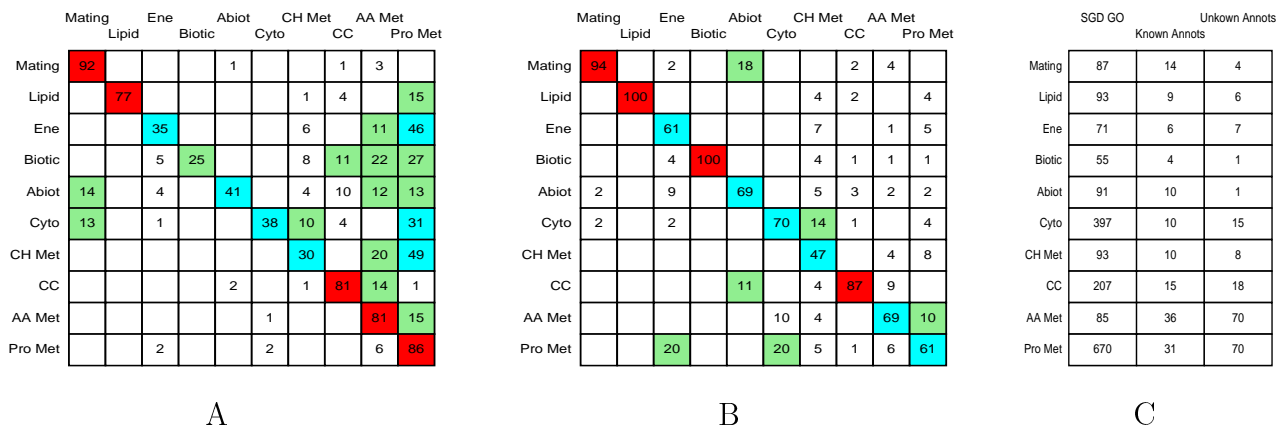 Mating Ene Abiot CH Met AA Met
Lipid Biotic Cyto CC Pro Met
Mating 92 1 1 3
Lipid 77 1 4 15
Ene 35 6 11 46
Biotic 5 25 8 11 22 27
Abiot 14 4 41 4 10 12 13
Cyto 13 1 38 10 4 31
CH Met 30 20 49
CC 2 1 81 14 1
AA Met 1 81 15
Pro Met 2 2 6 86
A
Mating Ene Abiot CH Met AA Met
Lipid Biotic Cyto CC Pro Met
Mating 94 2 18 2 4
Lipid 100 4 2 4
Ene 61 7 1 5
Biotic 4 100 4 1 1 1
Abiot 2 9 69 5 3 2 2
Cyto 2 2 70 14 1 4
CH Met 47 4 8
CC 11 4 87 9
AA Met 10 4 69 10
Pro Met 20 20 5 1 6 61
B
SGD GO Unkown Annots
Known Annots
Mating 87 14 4
Lipid 93 9 6
Ene 71 6 7
Biotic 55 4 1
Abiot 91 10 1
Cyto 397 10 15
CH Met 93 10 8
CC 207 15 18
AA Met 85 36 70
Pro Met 670 31 70
C